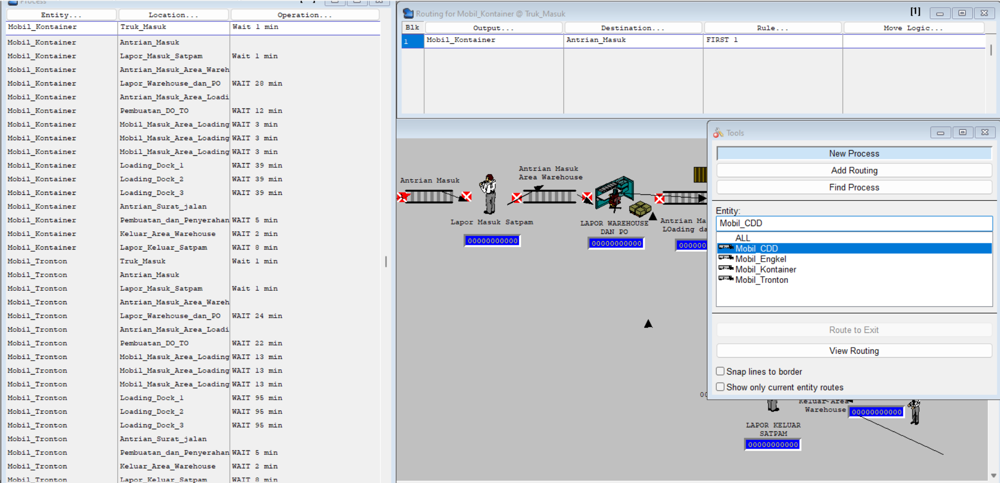 Process
Entity... Location... Operation...
Mobil_Kontainer Truk_Masuk Wait 1 min
Mobil_Kontainer Antrian_Masuk
Mobil_Kontainer Lapor_Masuk_Satpam Wait 1 min
Mobil_Kontainer Antrian_Masuk_Area_Wareh
Mobil_Kontainer Lapor_Warehouse_dan_PO WAIT 28 min
Mobil_Kontainer Antrian_Masuk_Area_Loadi
Mobil_Kontainer Pembuatan_DO_TO WAIT 12 min
Mobil_Kontainer Mobil_Masuk_Area_Loading WAIT 3 min
Mobil_Kontainer Mobil_Masuk_Area_Loading WAIT 3 min
Mobil_Kontainer Mobil_Masuk_Area_Loading WAIT 3 min
Mobil_Kontainer Loading_Dock_1 WAIT 39 min
Mobil_Kontainer Loading_Dock_2 WAIT 39 min
Mobil_Kontainer Loading_Dock_3 WAIT 39 min
Mobil_Kontainer Antrian_Surat_jalan
Mobil_Kontainer Pembuatan_dan_Penyerahan WAIT 5 min
Mobil_Kontainer Keluar_Area_Warehouse WAIT 2 min
Mobil_Kontainer Lapor_Keluar_Satpam WAIT 8 min
Mobil_Tronton Truk_Masuk Wait 1 min
Mobil_Tronton Antrian_Masuk
Mobil_Tronton Lapor_Masuk_Satpam Wait 1 min
Mobil_Tronton Antrian_Masuk_Area_Wareh
Mobil_Tronton Lapor_Warehouse_dan_PO WAIT 24 min
Mobil_Tronton Antrian_Masuk_Area_Loadi
Mobil_Tronton Pembuatan_DO_TO WAIT 22 min
Mobil_Tronton Mobil_Masuk_Area_Loading WAIT 13 min
Mobil_Tronton Mobil_Masuk_Area_Loading WAIT 13 min
Mobil_Tronton Mobil_Masuk_Area_Loading WAIT 13 min
Mobil_Tronton Loading_Dock_1 WAIT 95 min
Mobil_Tronton Loading_Dock_2 WAIT 95 min
Mobil_Tronton Loading_Dock_3 WAIT 95 min
Mobil_Tronton Antrian_Surat_jalan
Mobil_Tronton Pembuatan_dan_Penyerahan WAIT 5 min
Mobil_Tronton Keluar_Area_Warehouse WAIT 2 min
Mobil_Tronton Lapor_Keluar_Satpam WAIT 8 min
Routing for Mobil_Kontainer @ Truk_Masuk [1]
Blk Output... Destination... Rule... Move Logic...
1 Mobil_Kontainer Antrian_Masuk FIRST 1
Antrian Masuk
Lapor Masuk Satpam
00000000000
Antrian Masuk
Area Warehouse
LAPOR WAREHOUSE
DAN PO
00000000000
Antrian Ma
LOading da
000000
00
Keluar Area
Warehouse
00000000000
LAPOR KELUAR
SATPAM
00000000000
Tools
New Process
Add Routing
Find Process
Entity:
Mobil_CDD
ALL
Mobil_CDD
Mobil_Engkel
Mobil_Kontainer
Mobil_Tronton
Route to Exit
View Routing
Snap lines to border
Show only current entity routes